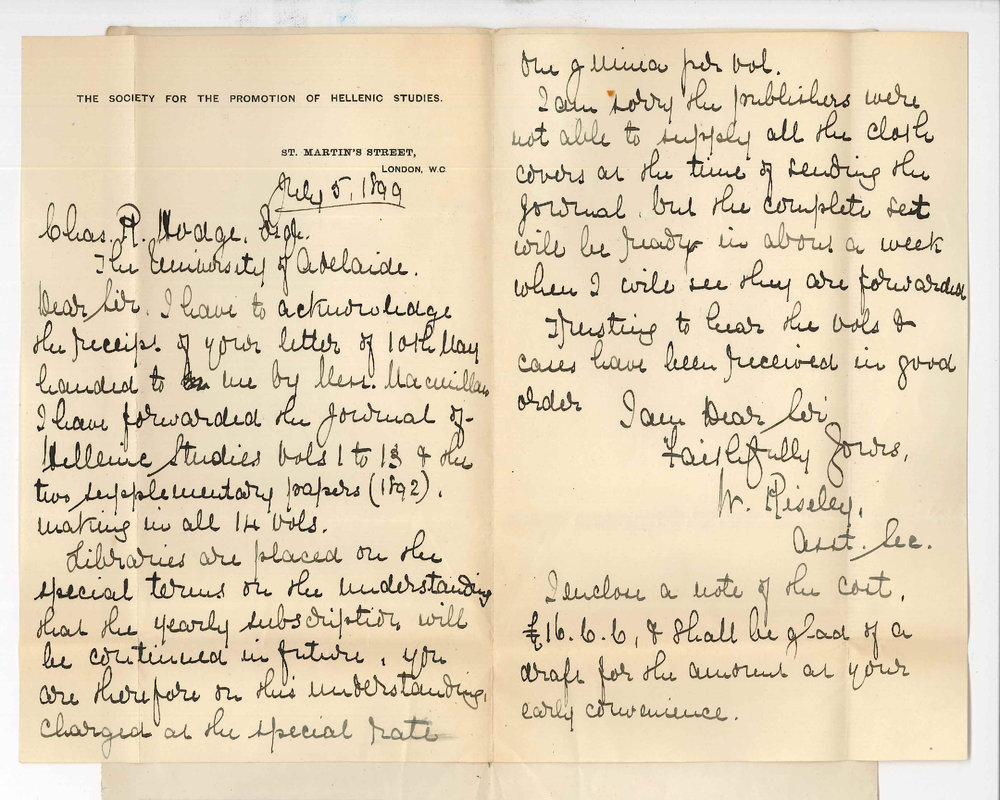 THE SOCIETY FOR THE PROMOTION OF HELLENIC STUDIES.
ST. MARTIN'S STREET,
LONDON, W.C.
July 5, 1899
Chas. R. Hodge, Esqe.
The University of Adelaide.
Dear Sir. I have to acknowledge
the receipt of your letter of 10th May
handed to me by Mess. Macmillan
I have forwarded the Journal of
Hellenic Studies vols 1 to 13 & the
two supplementary papers (1892),
making in all 14 vols.
Libraries are placed on the
special terms on the understanding
that the yearly subscription will
be continued in future, you
are therefore on this understanding,
charged at the special rate
one guinea per vol.
I am sorry the publishers were
not able to supply all the cloth
covers at the time of sending the
Journal, but the complete set
will be ready in about a week
when I will see they are forwarded
Trusting to hear the vols &
cases have been received in good
order
I am Dear Sir
Faithfully Yours,
W. Riseley,
Asst. Sec.
I enclose a note of the cost,
£16.6.6, & shall be glad of a
draft for the amount at your
early convenience.